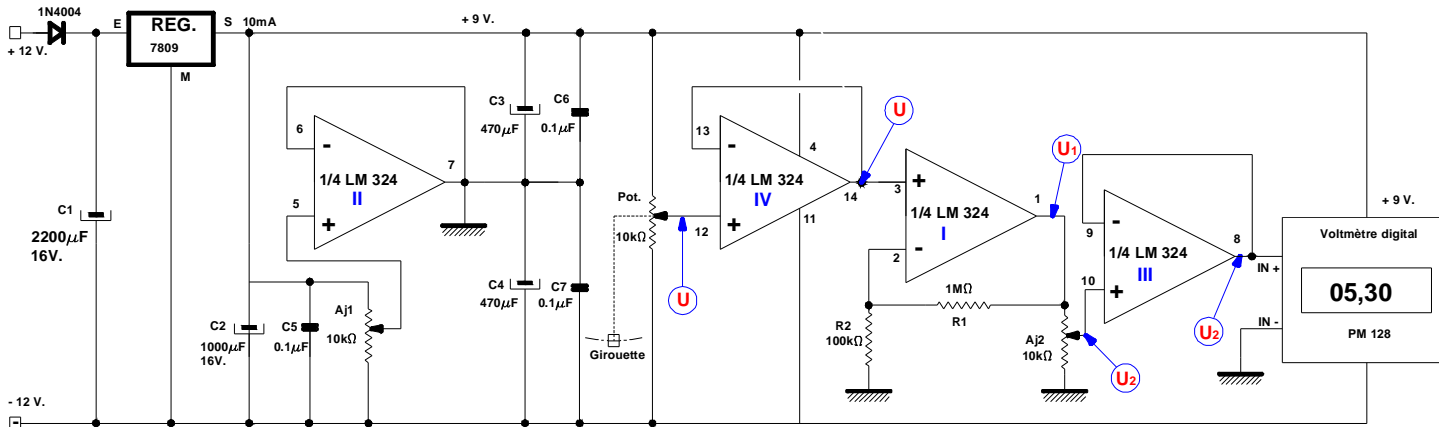 1N4004
E
REG.
7809
S
10mA
+ 9 V.
+ 12 V.
M
C1
2200µF
16V.
6
-
7
1/4 LM 324
II
5
+
C3
470µF
C6
0.1µF
C4
470µF
C7
0.1µF
C2
1000µF
16V.
C5
0.1µF
Aj1
10kΩ
Pot.
10kΩ
U
Girouette
13
-
4
1/4 LM 324
IV
14
11
12
+
U
3
+
1/4 LM 324
I
1
2
-
U1
1MΩ
R1
R2
100kΩ
Aj2
10kΩ
U2
9
-
8
1/4 LM 324
III
10
+
U2
+ 9 V.
Voltmètre digital
IN +
05,30
IN -
PM 128
- 12 V.
-